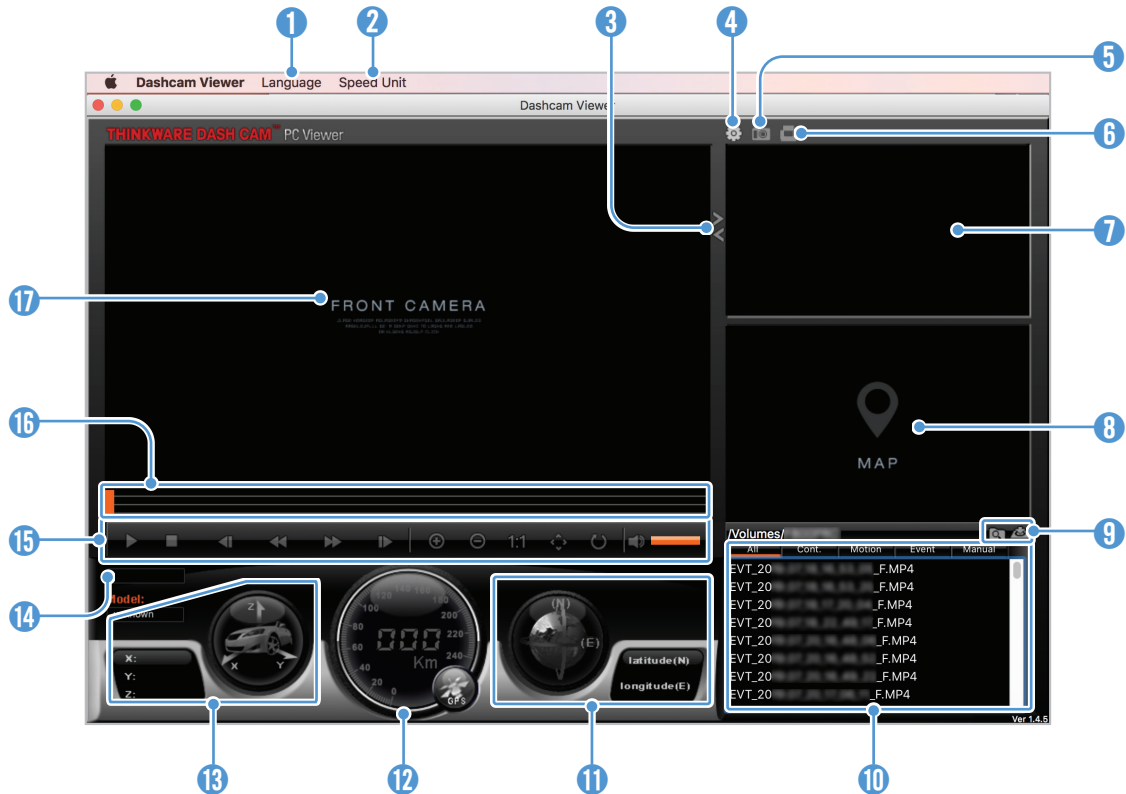 1 2 3 4 5
Dashcam Viewer Language Speed Unit
Dashcam Viewer
THINKWARE DASH CAM™ PC Viewer
6
7
17
FRONT CAMERA
16
8
MAP
15
1:1
/Volumes/
9
All Cont. Motion Event Manual
EVT_20 _F.MP4
EVT_20 _F.MP4
EVT_20 _F.MP4
EVT_20 _F.MP4
EVT_20 _F.MP4
EVT_20 _F.MP4
EVT_20 _F.MP4
EVT_20 _F.MP4
14
Model:
Z
X Y
X:
Y:
Z:
0 20 40 60 80 100 120 140 160 180 200 220 240
000
Km
GPS
(N)
(E)
latitude(N)
longitude(E)
Ver 1.4.5
13 12 11 10